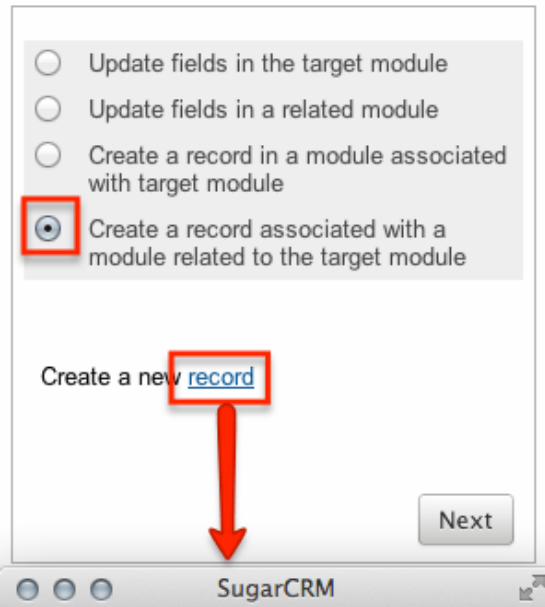 Update fields in the target module
Update fields in a related module
Create a record in a module associated
with target module
Create a record associated with a
module related to the target module
Create a new record
Next
SugarCRM